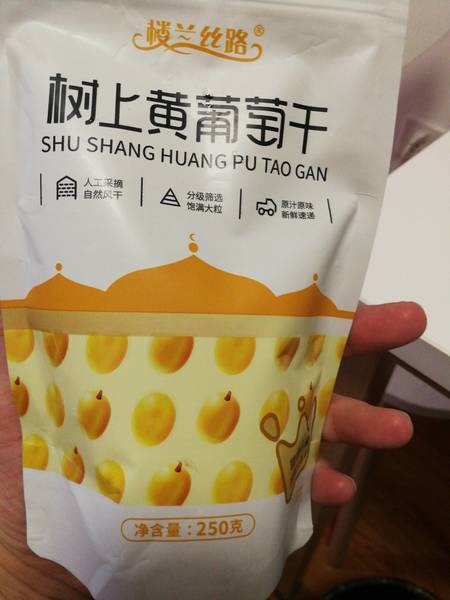 楼兰丝路®
树上黄葡萄干
SHU SHANG HUANG PU TAO GAN
人工采摘
自然风干
分级筛选
饱满大粒
原汁原味
新鲜速递
净含量:250克